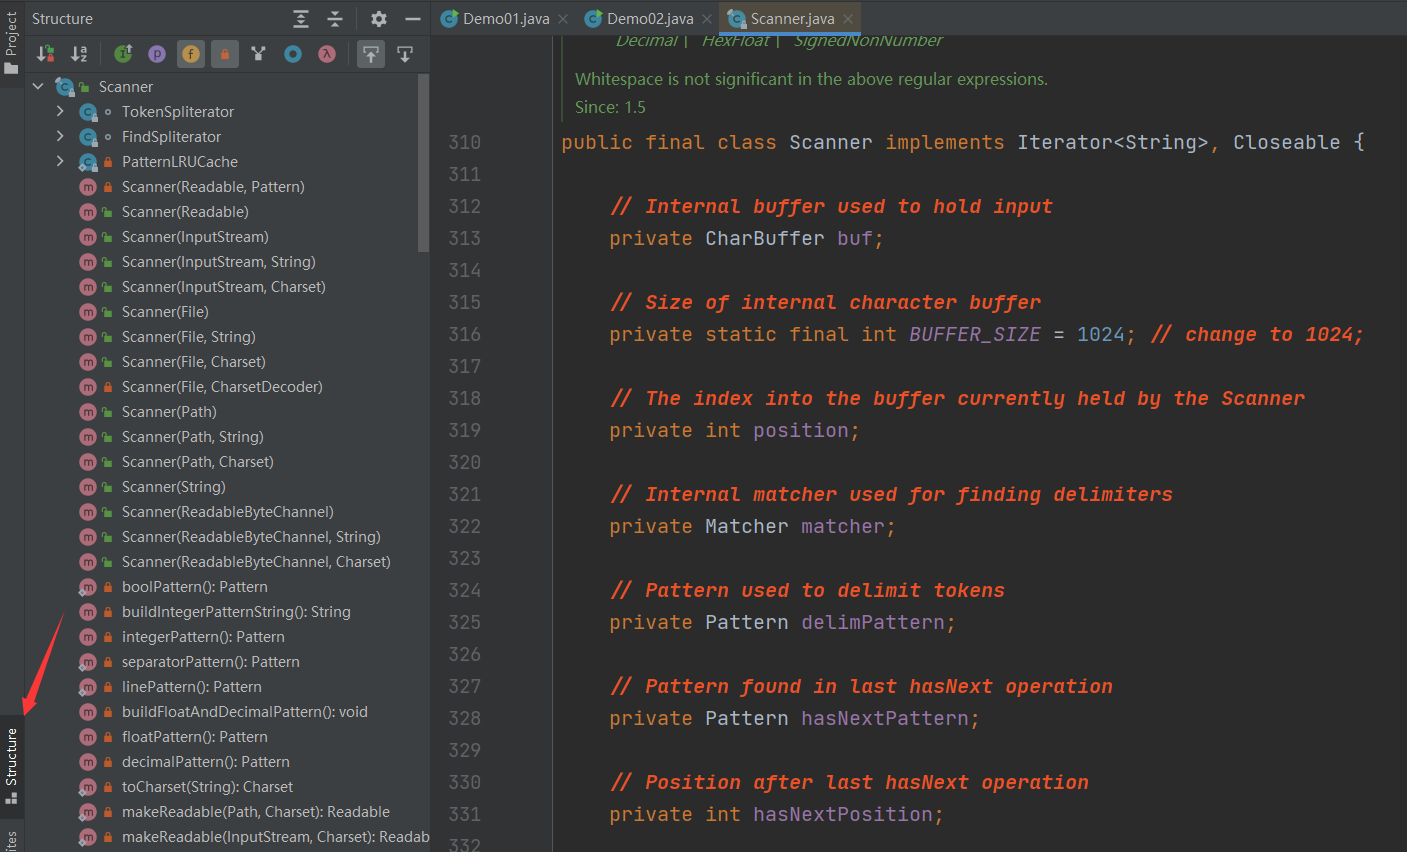 Project
Structure
Scanner
TokenSpliterator
FindSpliterator
PatternLRUCache
Scanner(Readable, Pattern)
Scanner(Readable)
Scanner(InputStream)
Scanner(InputStream, String)
Scanner(InputStream, Charset)
Scanner(File)
Scanner(File, String)
Scanner(File, Charset)
Scanner(File, CharsetDecoder)
Scanner(Path)
Scanner(Path, String)
Scanner(Path, Charset)
Scanner(String)
Scanner(ReadableByteChannel)
Scanner(ReadableByteChannel, String)
Scanner(ReadableByteChannel, Charset)
boolPattern(): Pattern
buildIntegerPatternString(): String
integerPattern(): Pattern
separatorPattern(): Pattern
linePattern(): Pattern
buildFloatAndDecimalPattern(): void
floatPattern(): Pattern
decimalPattern(): Pattern
toCharset(String): Charset
makeReadable(Path, Charset): Readable
makeReadable(InputStream, Charset): Readab
Structure
ites
Demo01.java
Demo02.java
Scanner.java
Decimal | HexFloat | SignedNonNumber
Whitespace is not significant in the above regular expressions.
Since: 1.5
310 public final class Scanner implements Iterator<String>, Closeable {
311
312 // Internal buffer used to hold input
313 private CharBuffer buf;
314
315 // Size of internal character buffer
316 private static final int BUFFER_SIZE = 1024; // change to 1024;
317
318 // The index into the buffer currently held by the Scanner
319 private int position;
320
321 // Internal matcher used for finding delimiters
322 private Matcher matcher;
323
324 // Pattern used to delimit tokens
325 private Pattern delimPattern;
326
327 // Pattern found in last hasNext operation
328 private Pattern hasNextPattern;
329
330 // Position after last hasNext operation
331 private int hasNextPosition;
332